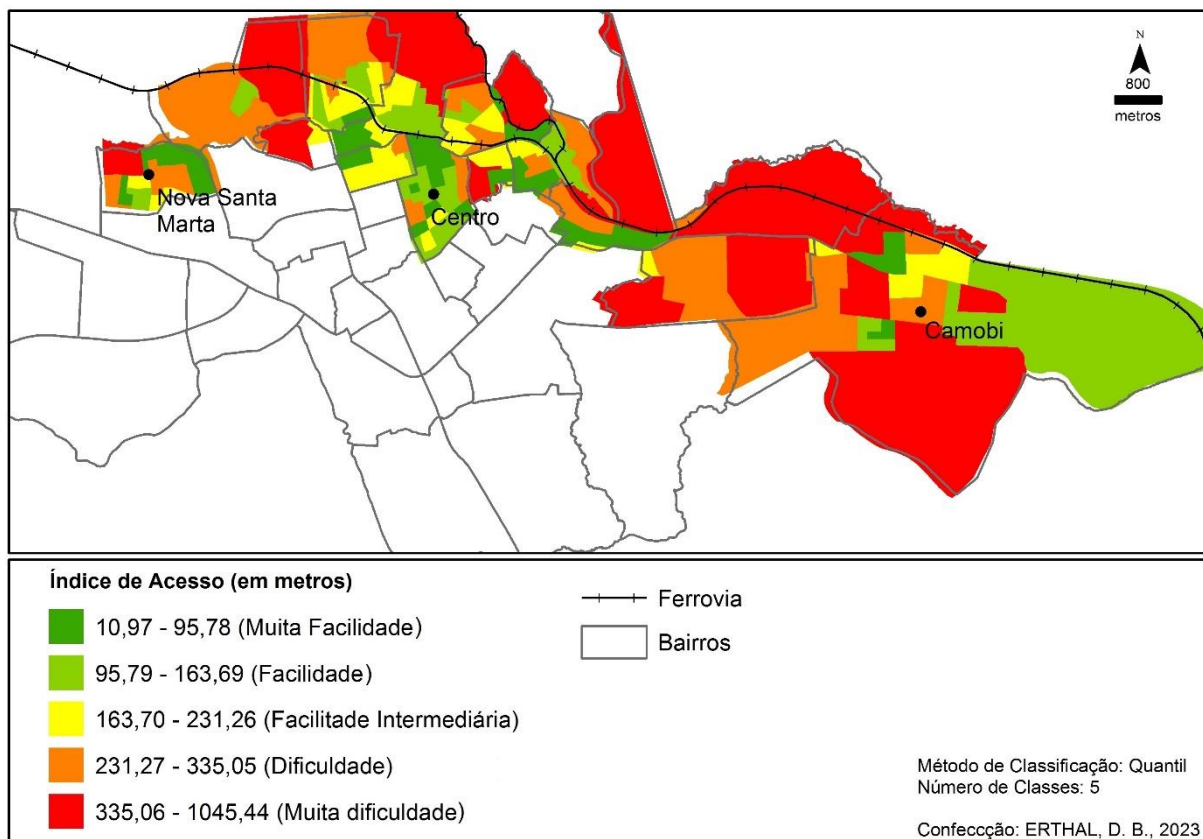 N
800
metros
Nova Santa
Marta
Centro
Camobi
Índice de Acesso (em metros)
10,97 - 95,78 (Muita Facilidade)
95,79 - 163,69 (Facilidade)
163,70 - 231,26 (Facilitade Intermediária)
231,27 - 335,05 (Dificuldade)
335,06 - 1045,44 (Muita dificuldade)
Ferrovia
Bairros
Método de Classificação: Quantil
Número de Classes: 5
Confeccção: ERTHAL, D. B., 2023